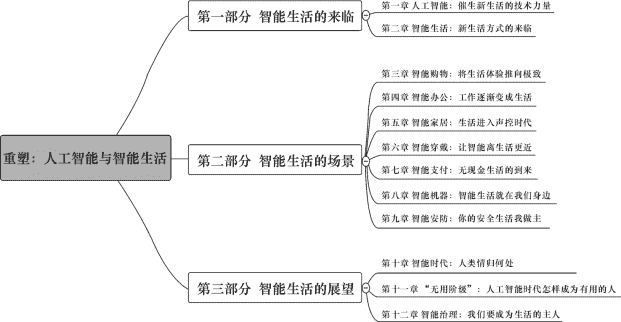 重塑：人工智能与智能生活
第一部分 智能生活的来临
第一章 人工智能：催生新生活的技术力量
第二章 智能生活：新生活方式的来临
第二部分 智能生活的场景
第三章 智能购物：将生活体验推向极致
第四章 智能办公：工作逐渐变成生活
第五章 智能家居：生活进入声控时代
第六章 智能穿戴：让智能离生活更近
第七章 智能支付：无现金生活的到来
第八章 智能机器：智能生活就在我们身边
第九章 智能安防：你的安全生活我做主
第三部分 智能生活的展望
第十章 智能时代：人类情归何处
第十一章 “无用阶级”：人工智能时代怎样成为有用的人
第十二章 智能治理：我们要成为生活的主人